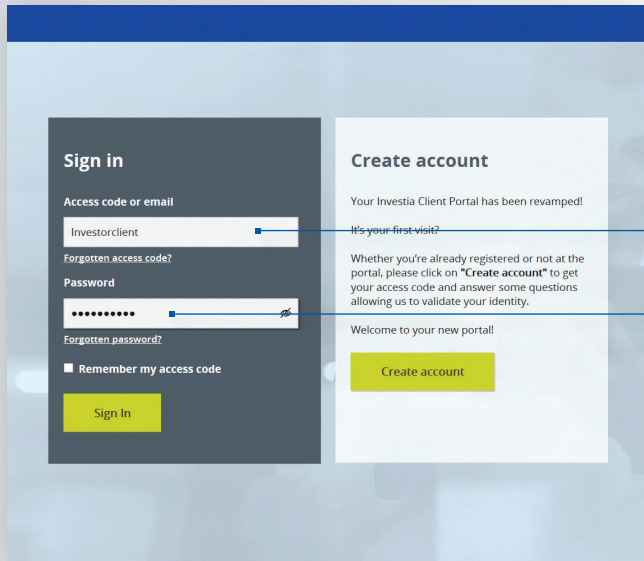 Sign in
Access code or email
Investorclient
Forgotten access code?
Password
••••••••••
Forgotten password?
Remember my access code
Sign In
Create account
Your Investia Client Portal has been revamped!
It's your first visit?
Whether you're already registered or not at the
portal, please click on "Create account" to get
your access code and answer some questions
allowing us to validate your identity.
Welcome to your new portal!
Create account